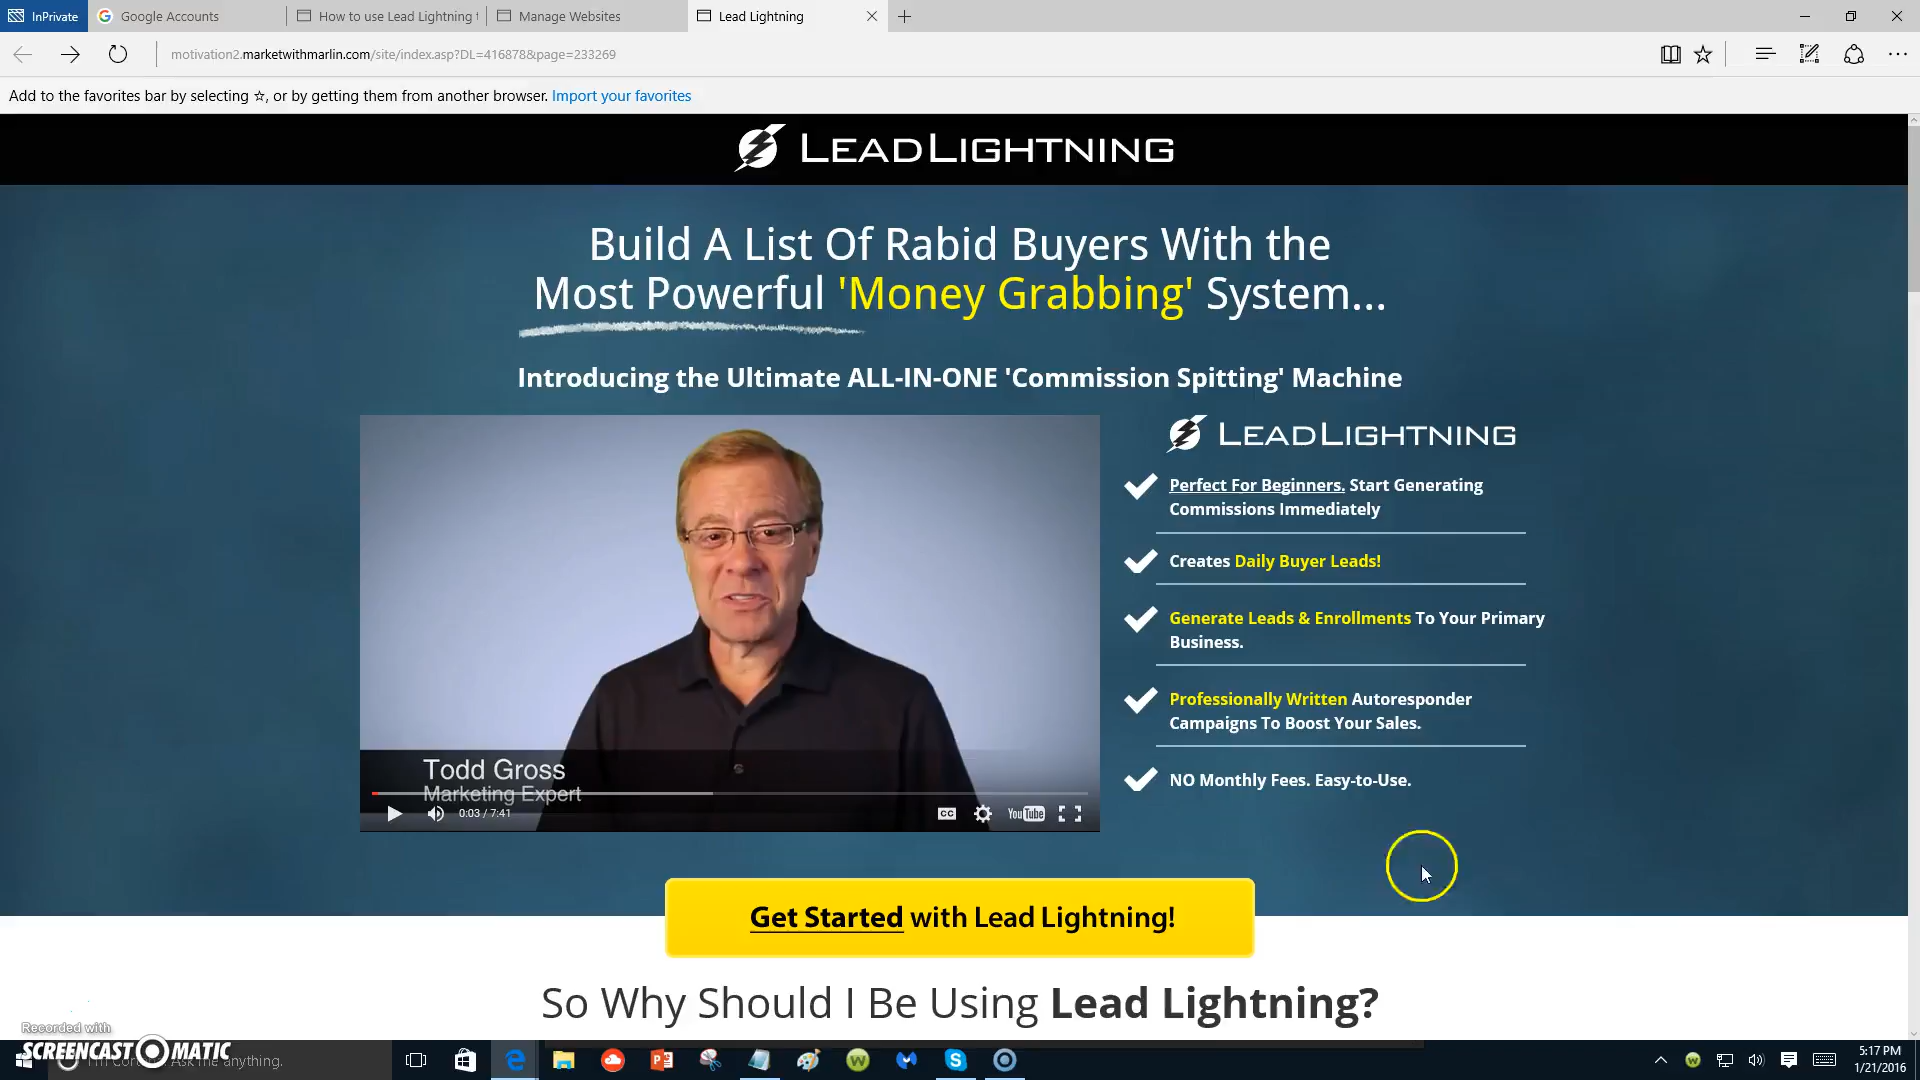 InPrivate
Google Accounts
How to use Lead Lightning
Manage Websites
Lead Lightning
motivation2.marketwithmarlin.com/site/index.asp?DL=416878&page=233269
Add to the favorites bar by selecting ☆, or by getting them from another browser. Import your favorites
LEADLIGHTNING
Build A List Of Rabid Buyers With the
Most Powerful 'Money Grabbing' System...
Introducing the Ultimate ALL-IN-ONE 'Commission Spitting' Machine
LEADLIGHTNING
Perfect For Beginners. Start Generating
Commissions Immediately
Creates Daily Buyer Leads!
Generate Leads & Enrollments To Your Primary
Business.
Professionally Written Autoresponder
Campaigns To Boost Your Sales.
NO Monthly Fees. Easy-to-Use.
Todd Gross
Marketing Expert
0:03 / 7:41
CC
YouTube
Get Started with Lead Lightning!
So Why Should I Be Using Lead Lightning?
Recorded with
SCREENCAST-O-MATIC
Ask me anything.
5:17 PM
1/21/2016